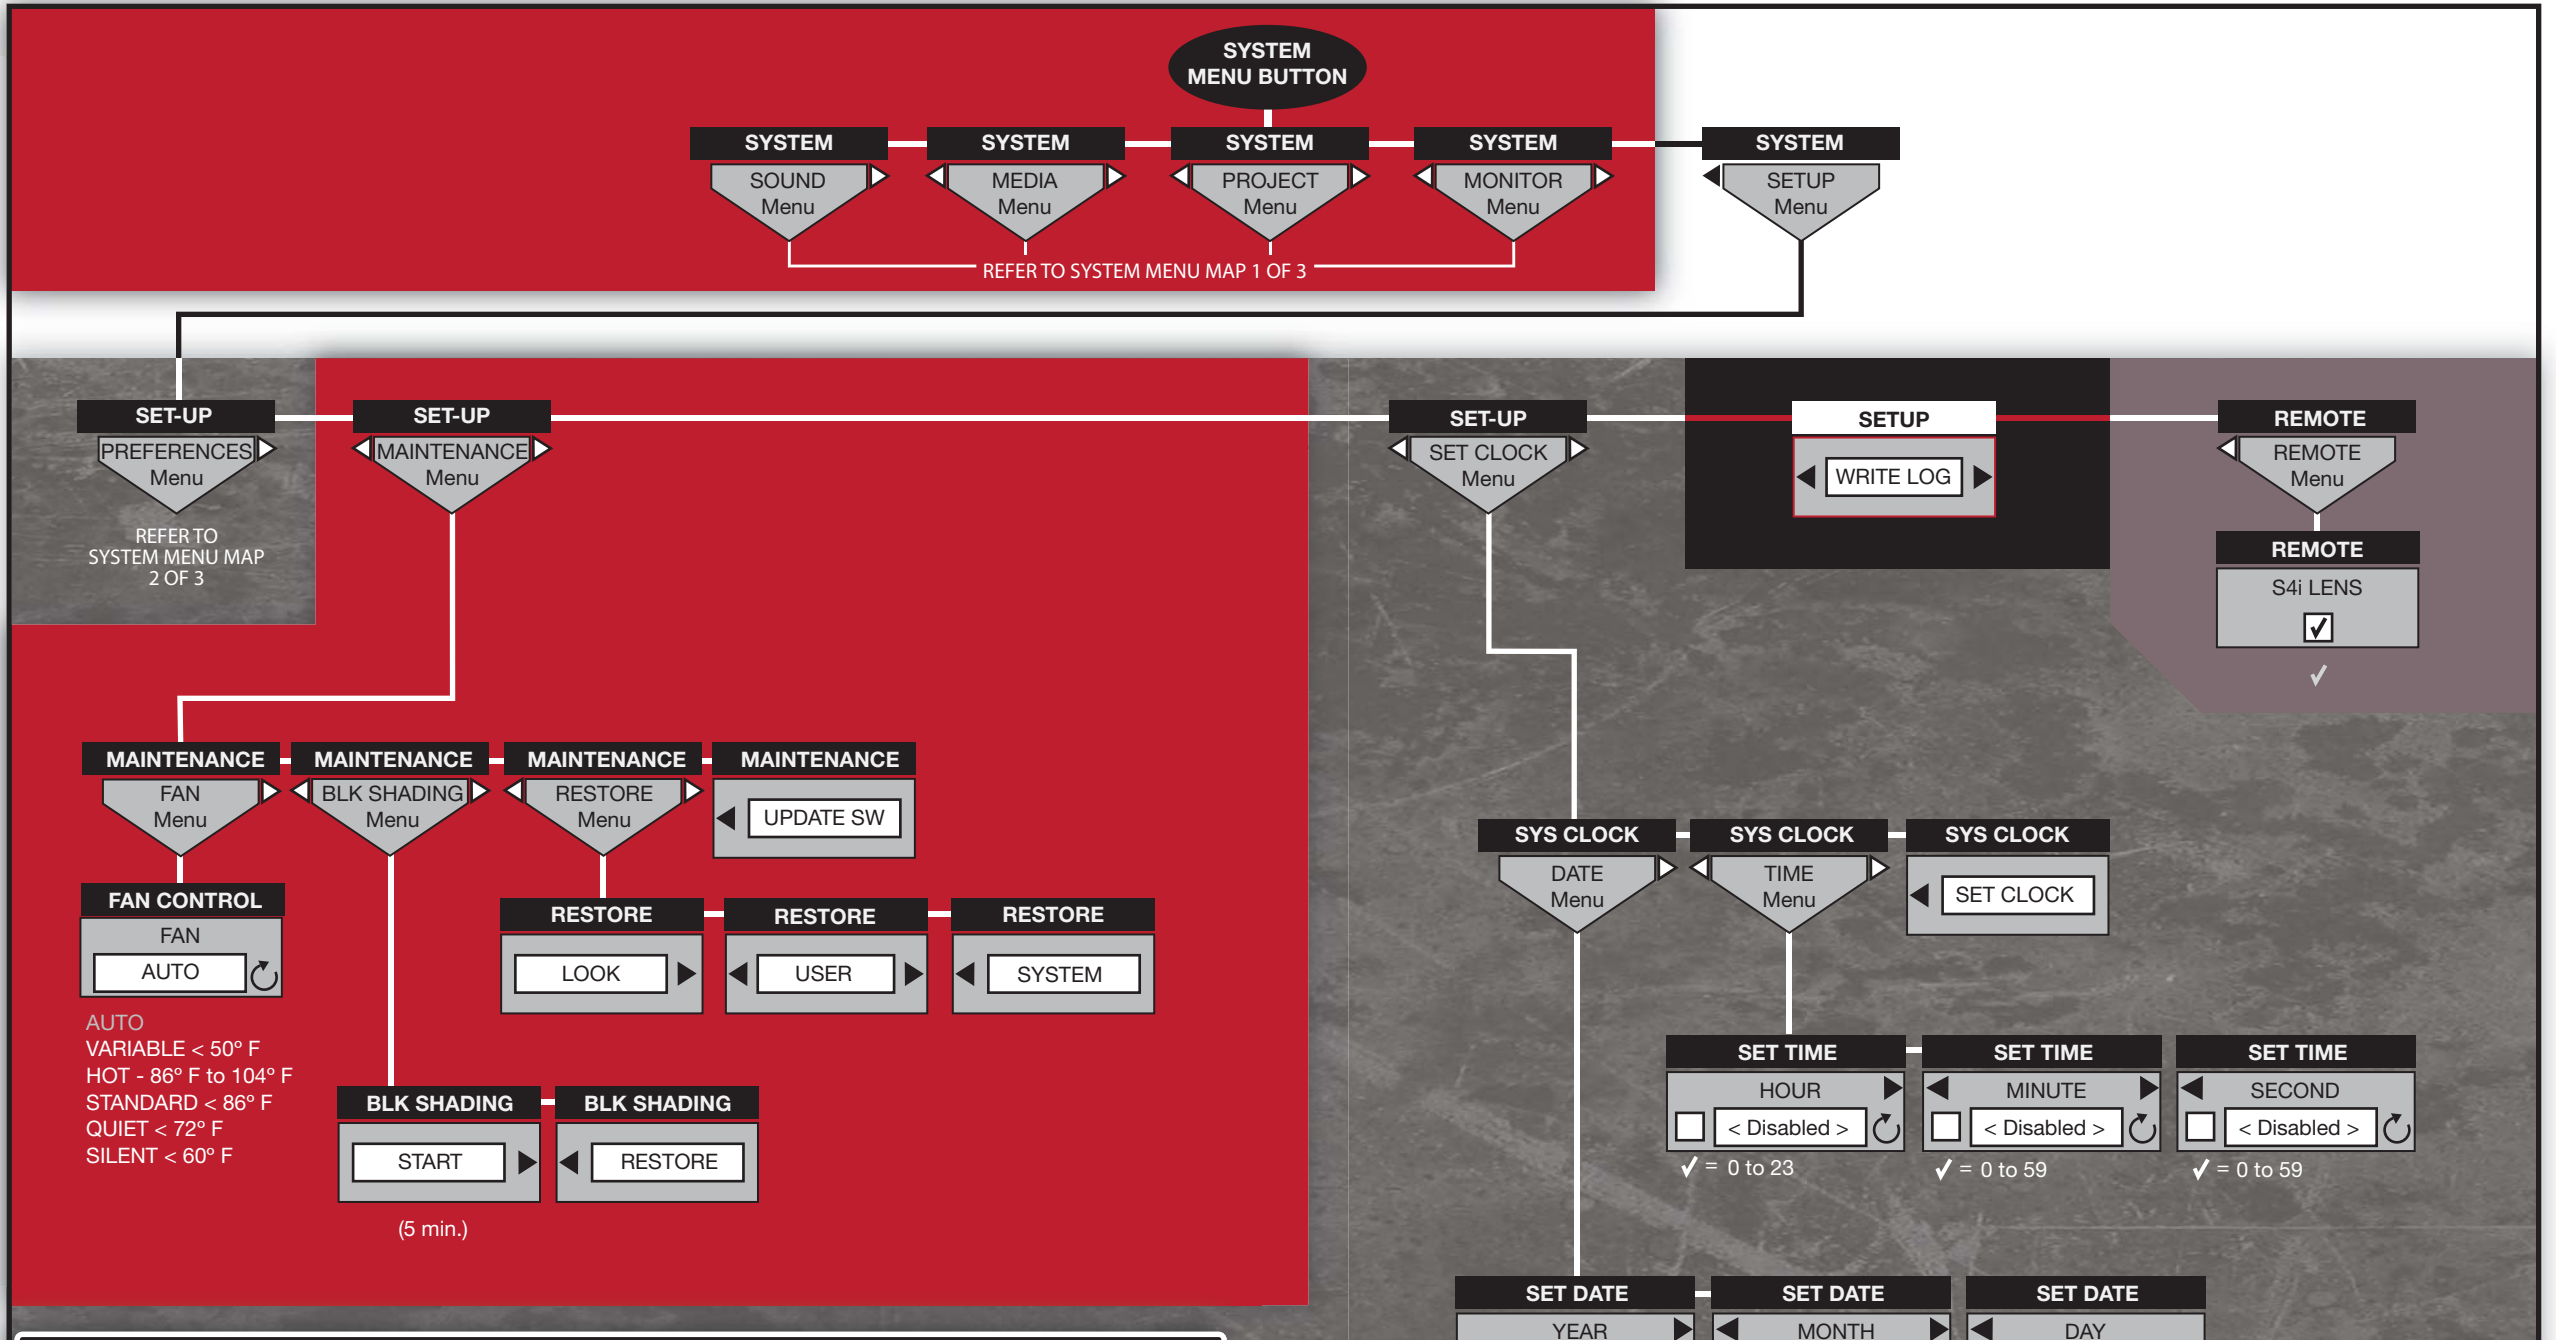 SYSTEM
MENU BUTTON
SYSTEM
SOUND
Menu
SYSTEM
MEDIA
Menu
SYSTEM
PROJECT
Menu
SYSTEM
MONITOR
Menu
SYSTEM
SETUP
Menu
REFER TO SYSTEM MENU MAP 1 OF 3
SET-UP
PREFERENCES
Menu
REFER TO
SYSTEM MENU MAP
2 OF 3
SET-UP
MAINTENANCE
Menu
SET-UP
SET CLOCK
Menu
SETUP
WRITE LOG
REMOTE
REMOTE
Menu
REMOTE
S4i LENS
✓
✓
MAINTENANCE
FAN
Menu
MAINTENANCE
BLK SHADING
Menu
MAINTENANCE
RESTORE
Menu
MAINTENANCE
UPDATE SW
FAN CONTROL
FAN
AUTO
AUTO
VARIABLE < 50º F
HOT - 86º F to 104º F
STANDARD < 86º F
QUIET < 72º F
SILENT < 60º F
RESTORE
LOOK
RESTORE
USER
RESTORE
SYSTEM
BLK SHADING
START
(5 min.)
BLK SHADING
RESTORE
SYS CLOCK
DATE
Menu
SYS CLOCK
TIME
Menu
SYS CLOCK
SET CLOCK
SET TIME
HOUR
< Disabled >
✓ = 0 to 23
SET TIME
MINUTE
< Disabled >
✓ = 0 to 59
SET TIME
SECOND
< Disabled >
✓ = 0 to 59
SET DATE
YEAR
SET DATE
MONTH
SET DATE
DAY